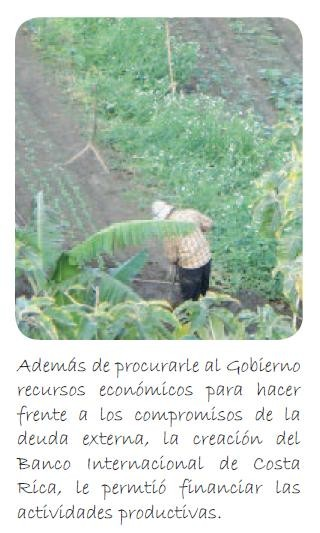 Además de procurarle al Gobierno
recursos económicos para hacer
frente a los compromisos de la
deuda externa, la creación del
Banco Internacional de Costa
Rica, le permtió financiar las
actividades productivas.